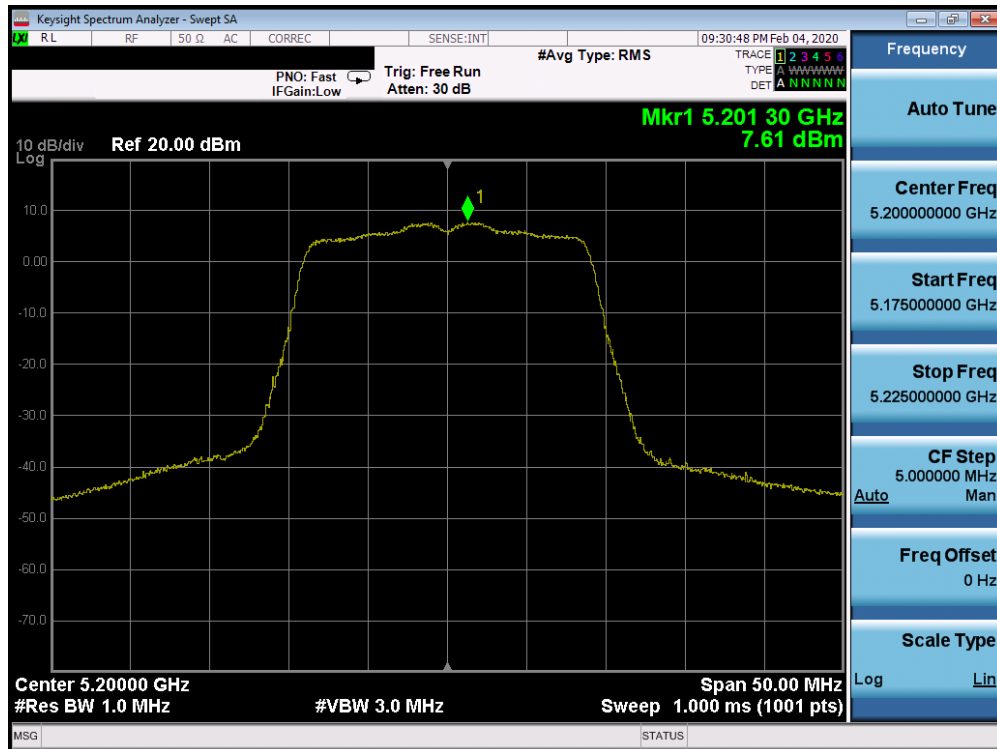 Keysight Spectrum Analyzer - Swept SA
LXI RL RF 50 Ω AC CORREC SENSE:INT 09:30:48 PM Feb 04, 2020
#Avg Type: RMS
TRACE 1 2 3 4 5 6
TYPE A WWWWW
DET A N N N N N
PNO: Fast
IFGain:Low
Trig: Free Run
Atten: 30 dB
Mkr1 5.201 30 GHz
7.61 dBm
10 dB/div Ref 20.00 dBm
Log
1
10.0
0.00
-10.0
-20.0
-30.0
-40.0
-50.0
-60.0
-70.0
Center 5.20000 GHz Span 50.00 MHz
#Res BW 1.0 MHz #VBW 3.0 MHz Sweep 1.000 ms (1001 pts)
MSG STATUS
Frequency
Auto Tune
Center Freq
5.200000000 GHz
Start Freq
5.175000000 GHz
Stop Freq
5.225000000 GHz
CF Step
5.000000 MHz
Auto Man
Freq Offset
0 Hz
Scale Type
Log Lin